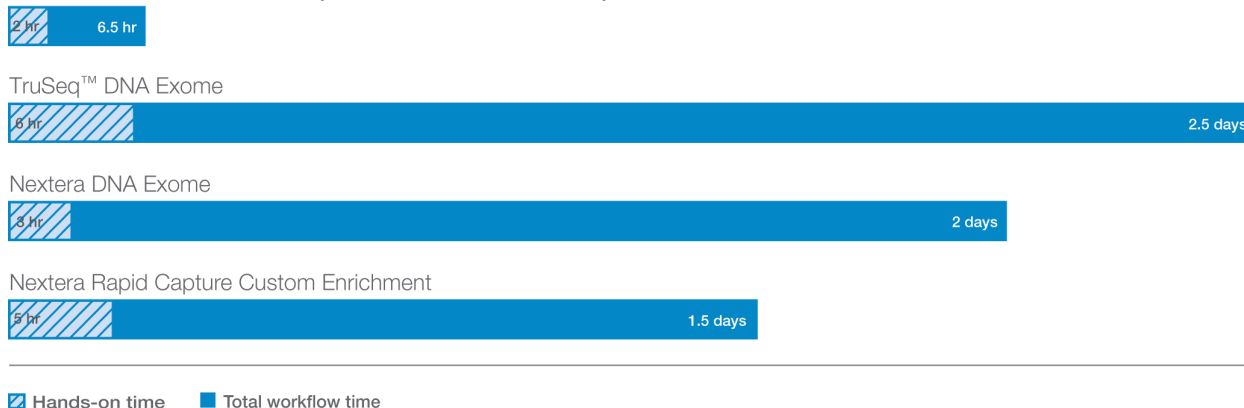 2 hr 6.5 hr
TruSeq™ DNA Exome
6 hr 2.5 days
Nextera DNA Exome
3 hr 2 days
Nextera Rapid Capture Custom Enrichment
5 hr 1.5 days
Hands-on time Total workflow time